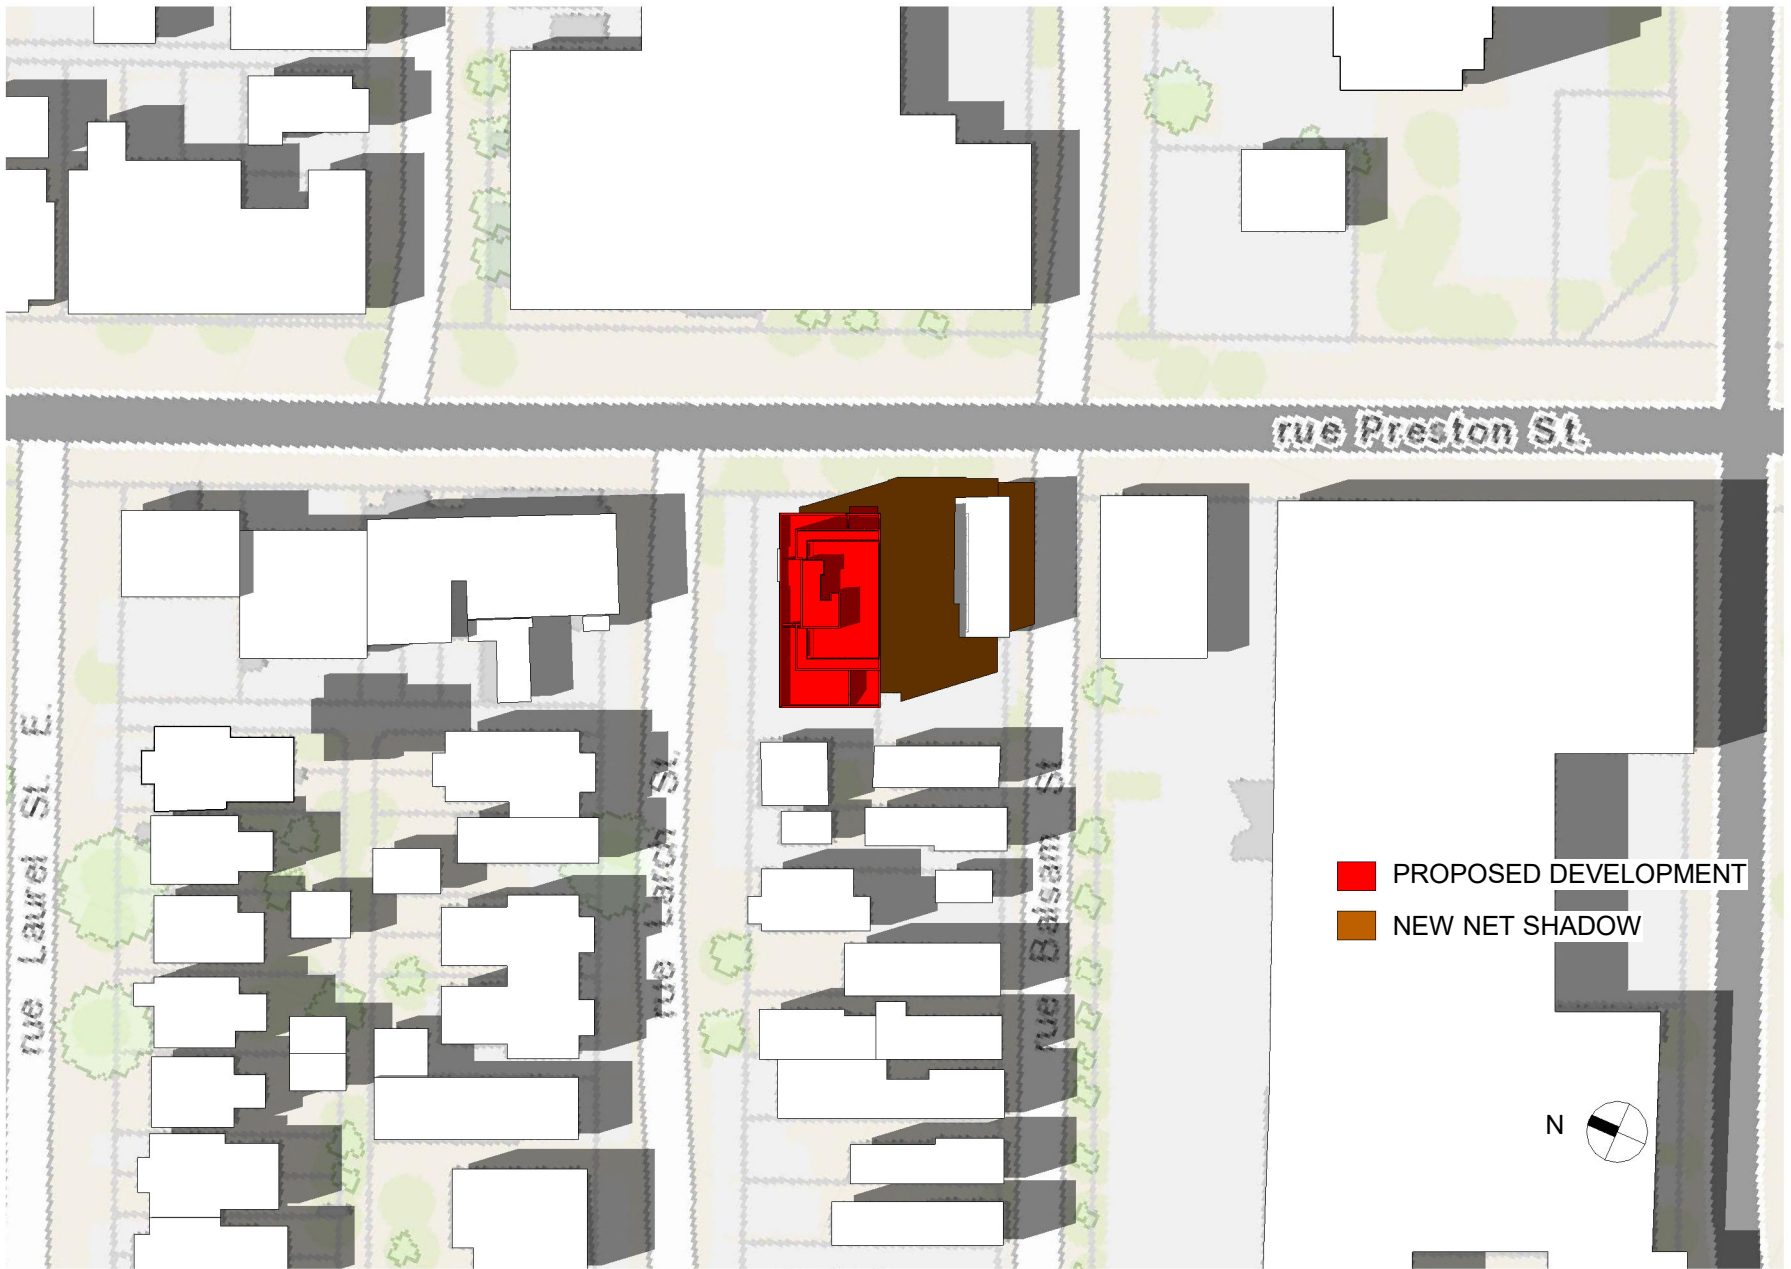 rue Preston St.
rue Laurel St. E.
rue Larch St.
rue Balsam St.
PROPOSED DEVELOPMENT
NEW NET SHADOW
N